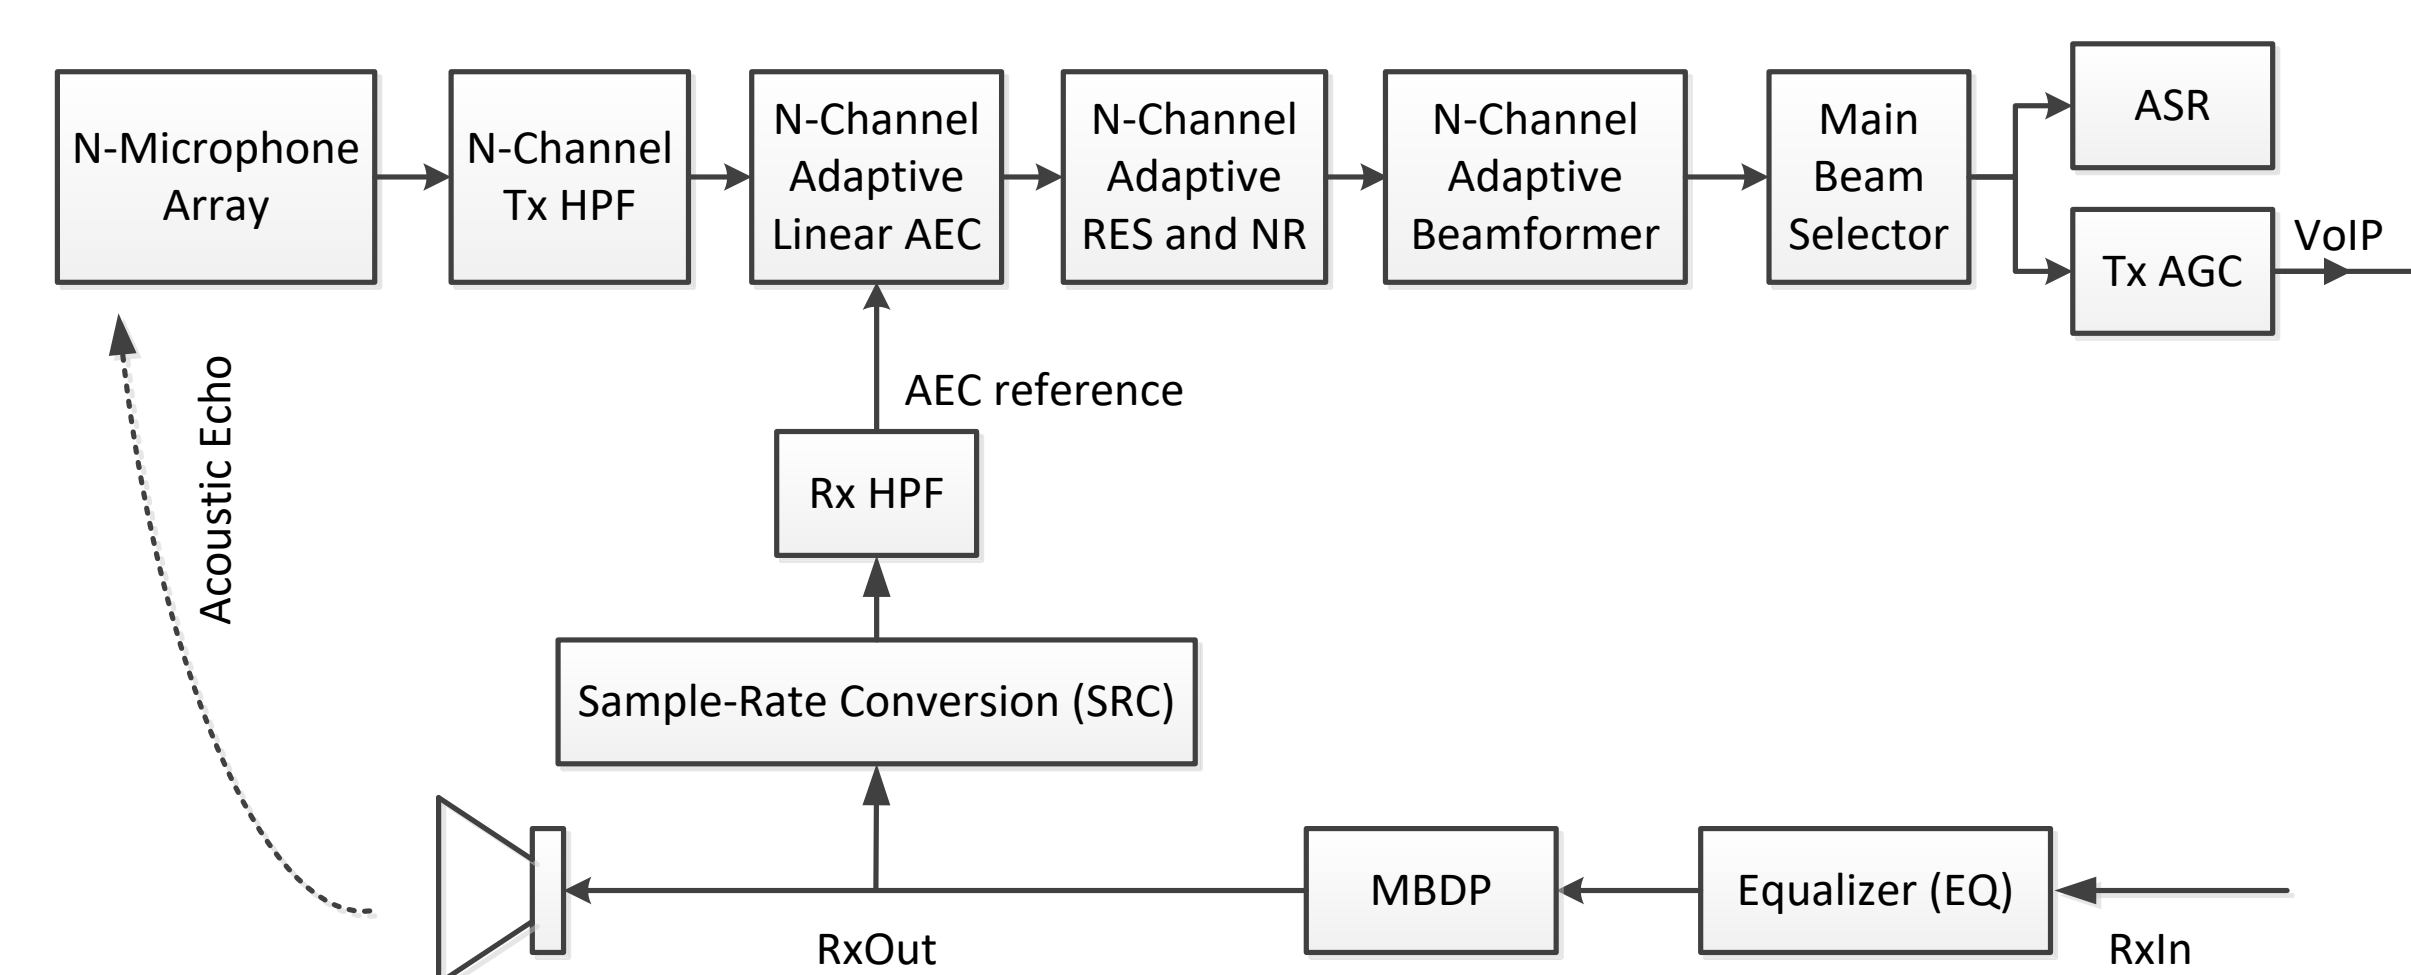 N-Microphone
Array
N-Channel
Tx HPF
N-Channel
Adaptive
Linear AEC
N-Channel
Adaptive
RES and NR
N-Channel
Adaptive
Beamformer
Main
Beam
Selector
ASR
Tx AGC
VoIP
Acoustic Echo
AEC reference
Rx HPF
Sample-Rate Conversion (SRC)
MBDP
Equalizer (EQ)
RxOut
RxIn